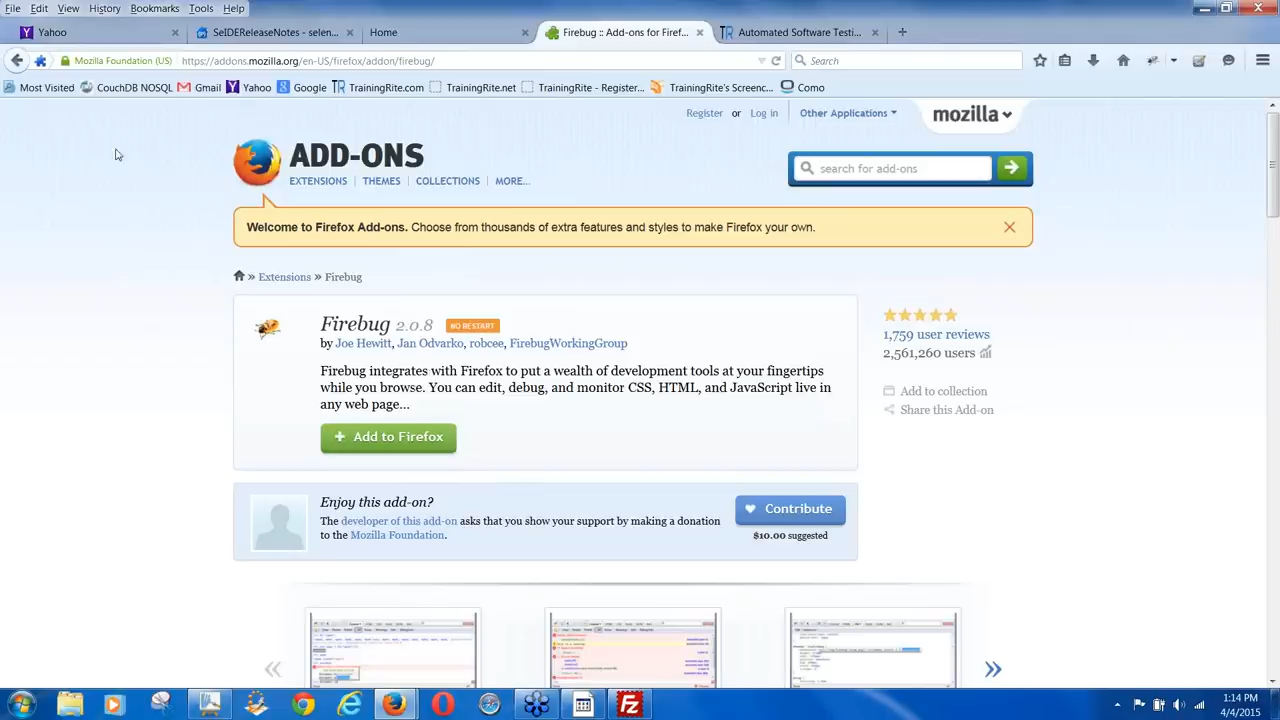 File Edit View History Bookmarks Tools Help
Yahoo SeIDEReleaseNotes - selen... Home Firebug :: Add-ons for Firef... Automated Software Testi...
Mozilla Foundation (US) https://addons.mozilla.org/en-US/firefox/addon/firebug/ Search
Most Visited CouchDB NOSQL Gmail Yahoo Google TrainingRite.com TrainingRite.net TrainingRite - Register... TrainingRite's Screenc... Como
Register or Log in Other Applications mozilla
ADD-ONS
EXTENSIONS THEMES COLLECTIONS MORE...
search for add-ons
Welcome to Firefox Add-ons. Choose from thousands of extra features and styles to make Firefox your own.
» Extensions » Firebug
Firebug 2.0.8 NO RESTART
by Joe Hewitt, Jan Odvarko, robcee, FirebugWorkingGroup
Firebug integrates with Firefox to put a wealth of development tools at your fingertips
while you browse. You can edit, debug, and monitor CSS, HTML, and JavaScript live in
any web page...
+ Add to Firefox
1,759 user reviews
2,561,260 users
Add to collection
Share this Add-on
Enjoy this add-on?
The developer of this add-on asks that you show your support by making a donation
to the Mozilla Foundation.
Contribute
$10.00 suggested
1:14 PM
4/4/2015